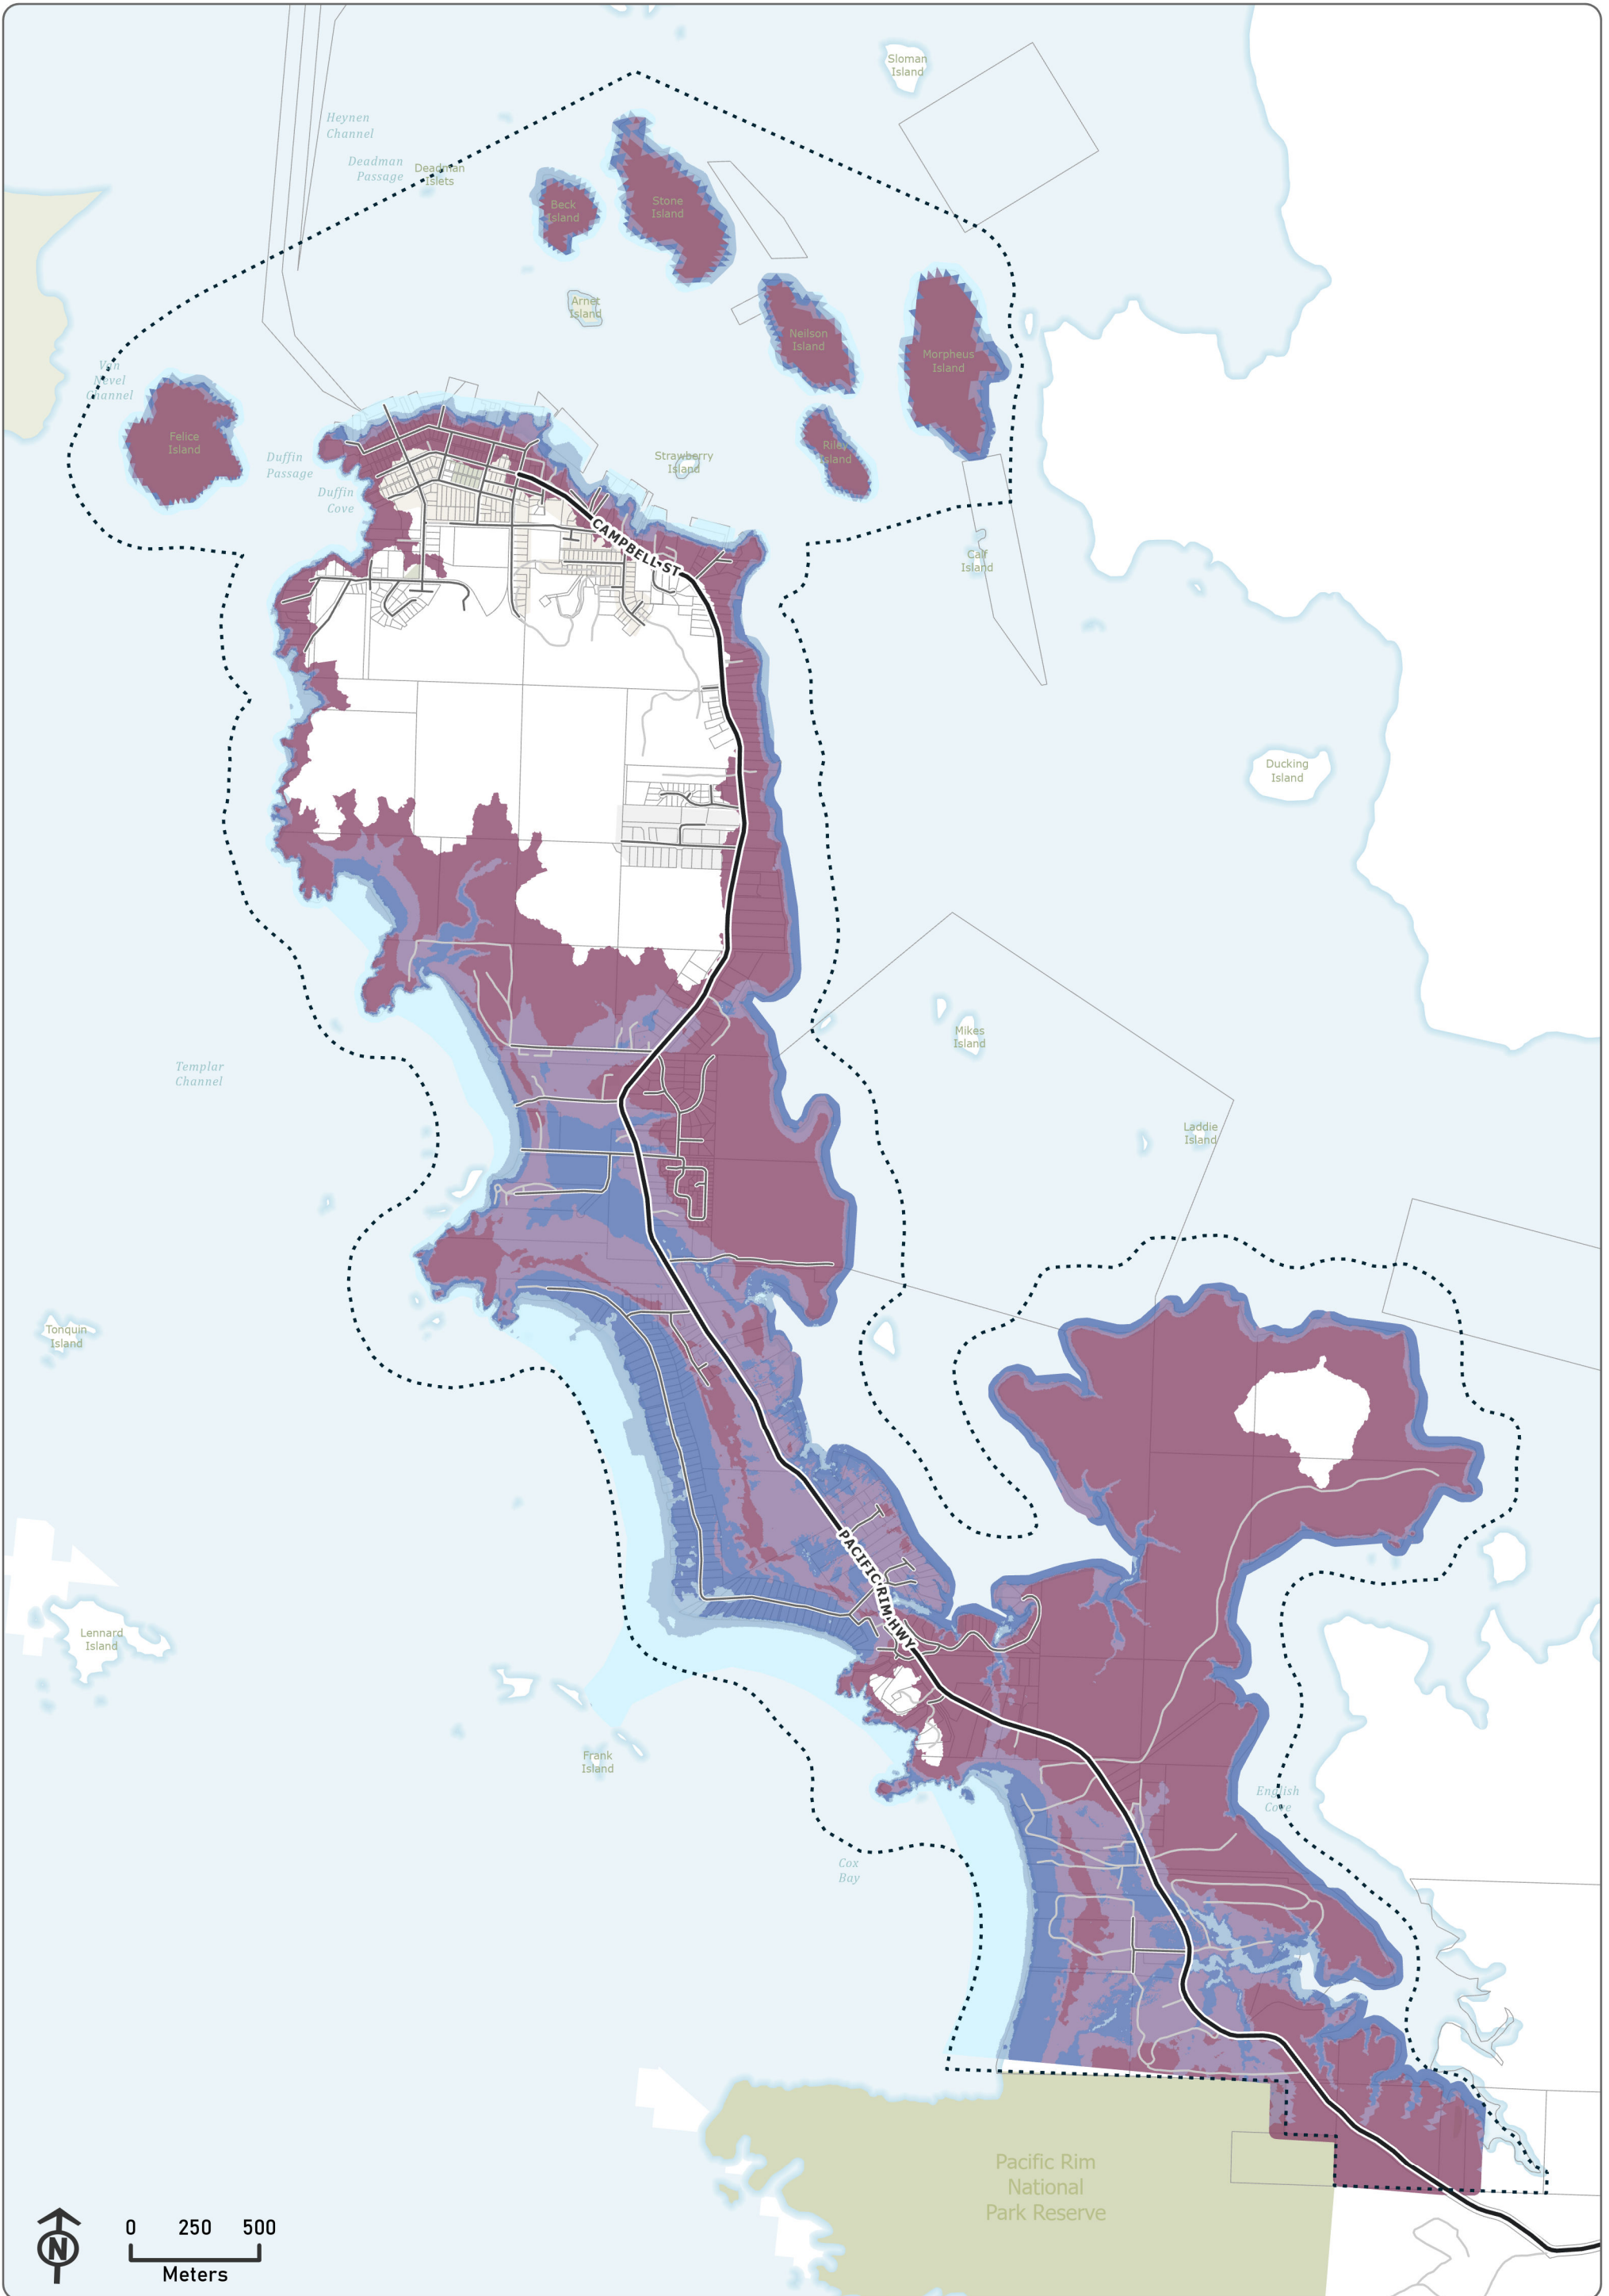 Sloman
Island
Heynen
Channel
Deadman
Passage
Deadman
Islets
Beck
Island
Stone
Island
Arnet
Island
Neilson
Island
Morpheus
Island
Van
Nevel
Channel
Felice
Island
Duffin
Passage
Riley
Island
Strawberry
Island
Duffin
Cove
CAMPBELL ST
Calf
Island
Ducking
Island
Mikes
Island
Templar
Channel
Laddie
Island
Tonquin
Island
PACIFIC RIM HWY
Lennard
Island
Frank
Island
English
Cove
Cox
Bay
Pacific Rim
National
Park Reserve
N
0 250 500
Meters